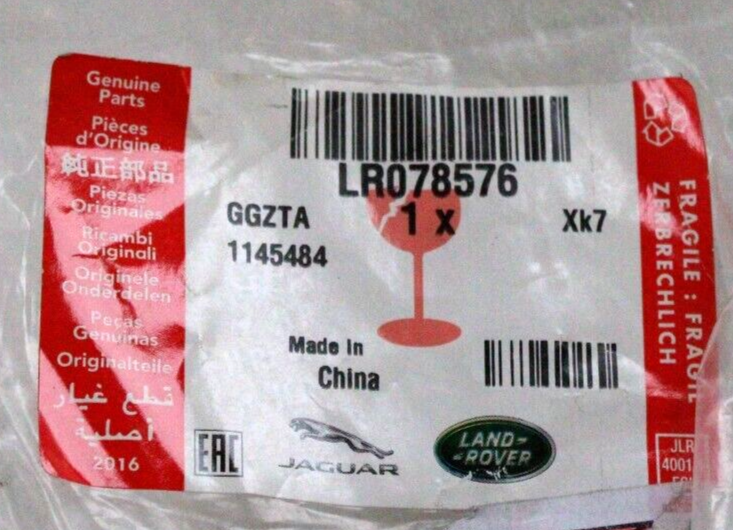 Genuine
Parts
Pièces
d'Origine
純正部品
Piezas
Originales
Ricambi
Originali
Originele
Onderdelen
Peças
Genuínas
Originalteile
قطع غيار
أصلية
2016
LR078576
GGZTA
1 x
Xk7
1145484
Made in
China
EAC
JAGUAR
LAND-
ROVER
FRAGILE : FRAGIL
ZERBRECHLICH
JLR
4001